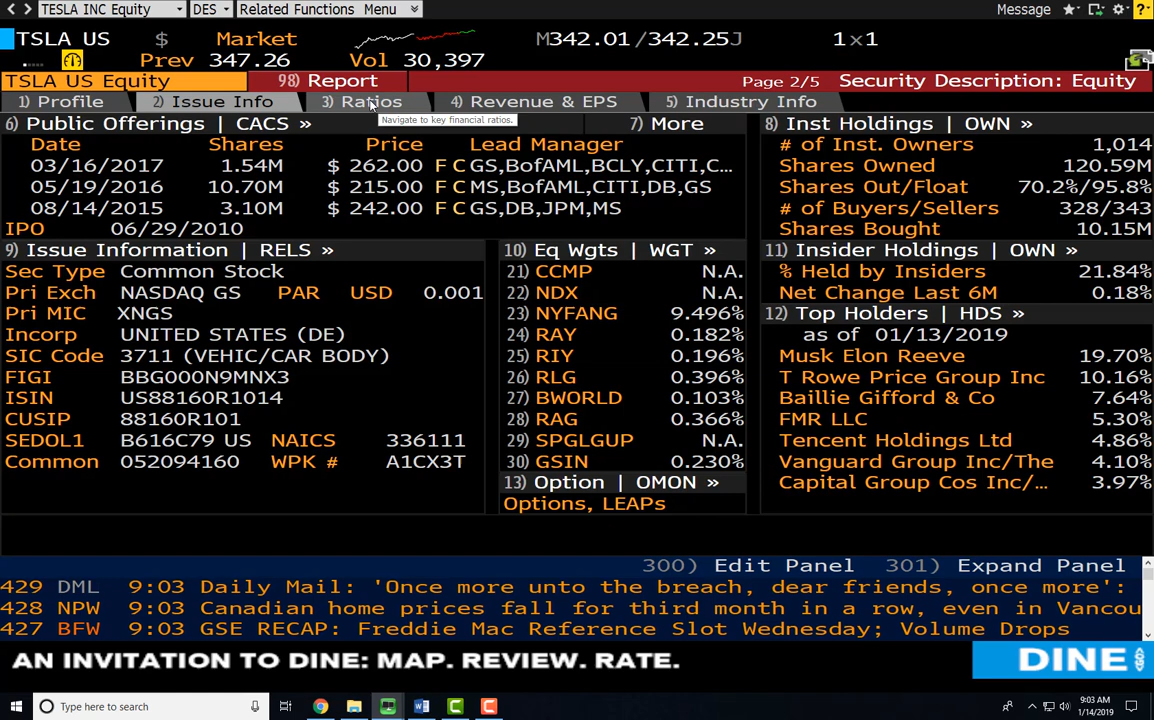 TESLA INC Equity DES Related Functions Menu Message
TSLA US $ Market M342.01/342.25J 1x1
Prev 347.26 Vol 30,397
TSLA US Equity 98) Report Page 2/5 Security Description: Equity
1) Profile 2) Issue Info 3) Ratios 4) Revenue & EPS 5) Industry Info
Navigate to key financial ratios.
6) Public Offerings | CACS » 7) More
Date Shares Price Lead Manager
03/16/2017 1.54M $ 262.00 F C GS,BofAML,BCLY,CITI,C...
05/19/2016 10.70M $ 215.00 F C MS,BofAML,CITI,DB,GS
08/14/2015 3.10M $ 242.00 F C GS,DB,JPM,MS
IPO 06/29/2010
8) Inst Holdings | OWN »
# of Inst. Owners 1,014
Shares Owned 120.59M
Shares Out/Float 70.2%/95.8%
# of Buyers/Sellers 328/343
Shares Bought 10.15M
9) Issue Information | RELS »
Sec Type Common Stock
Pri Exch NASDAQ GS PAR USD 0.001
Pri MIC XNGS
Incorp UNITED STATES (DE)
SIC Code 3711 (VEHIC/CAR BODY)
FIGI BBG000N9MNX3
ISIN US88160R1014
CUSIP 88160R101
SEDOL1 B616C79 US NAICS 336111
Common 052094160 WPK # A1CX3T
10) Eq Wgts | WGT »
21) CCMP N.A.
22) NDX N.A.
23) NYFANG 9.496%
24) RAY 0.182%
25) RIY 0.196%
26) RLG 0.396%
27) BWORLD 0.103%
28) RAG 0.366%
29) SPGLGUP N.A.
30) GSIN 0.230%
13) Option | OMON »
Options, LEAPs
11) Insider Holdings | OWN »
% Held by Insiders 21.84%
Net Change Last 6M 0.18%
12) Top Holders | HDS »
as of 01/13/2019
Musk Elon Reeve 19.70%
T Rowe Price Group Inc 10.16%
Baillie Gifford & Co 7.64%
FMR LLC 5.30%
Tencent Holdings Ltd 4.86%
Vanguard Group Inc/The 4.10%
Capital Group Cos Inc/... 3.97%
300) Edit Panel 301) Expand Panel
429 DML 9:03 Daily Mail: 'Once more unto the breach, dear friends, once more':
428 NPW 9:03 Canadian home prices fall for third month in a row, even in Vancou
427 BFW 9:03 GSE RECAP: Freddie Mac Reference Slot Wednesday; Volume Drops
AN INVITATION TO DINE: MAP. REVIEW. RATE. DINE
Type here to search
9:03 AM
1/14/2019